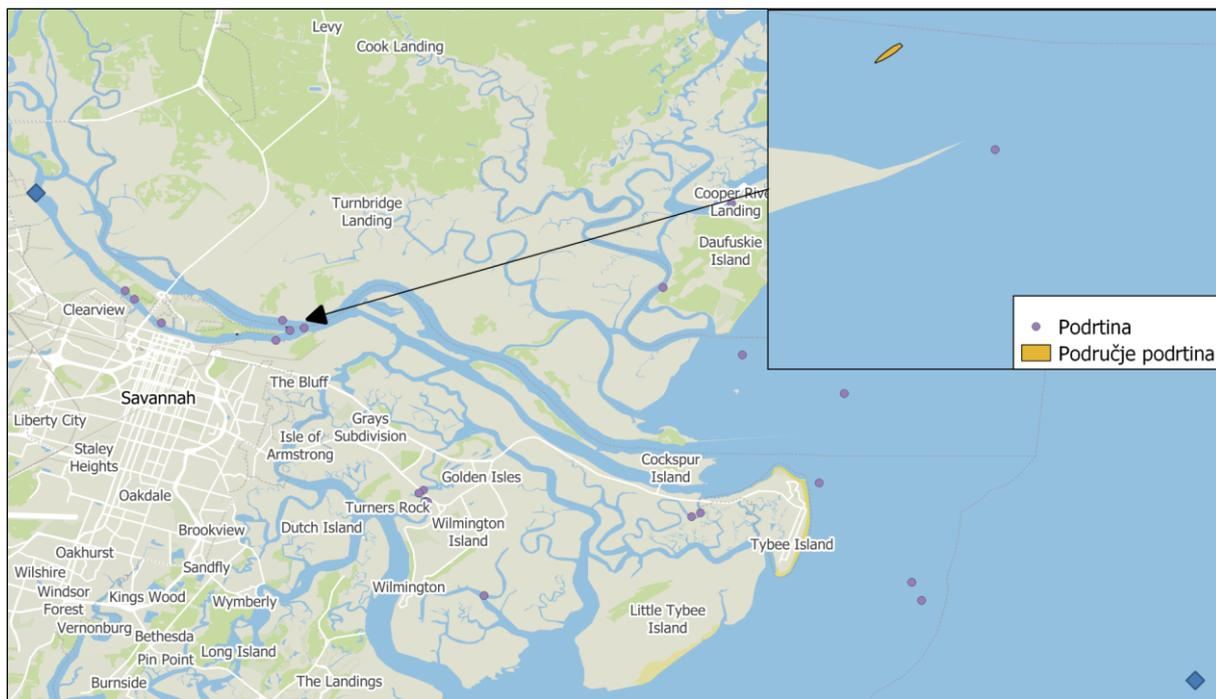 Levy
Cook Landing
Turnbridge
Landing
Cooper River
Landing
Daufuskie
Island
Clearview
The Bluff
Savannah
Liberty City
Grays
Subdivision
Isle of
Armstrong
Staley
Heights
Golden Isles
Cockspur
Island
Oakdale
Turners Rock
Dutch Island
Wilmington
Island
Brookview
Tybee Island
Oakhurst
Wilshire
Sandfly
Windsor
Forest
Kings Wood
Wymberly
Wilmington
Little Tybee
Island
Vernonburg
Bethesda
Long Island
Pin Point
Burnside
The Landings
Podrtina
Područje podrtina